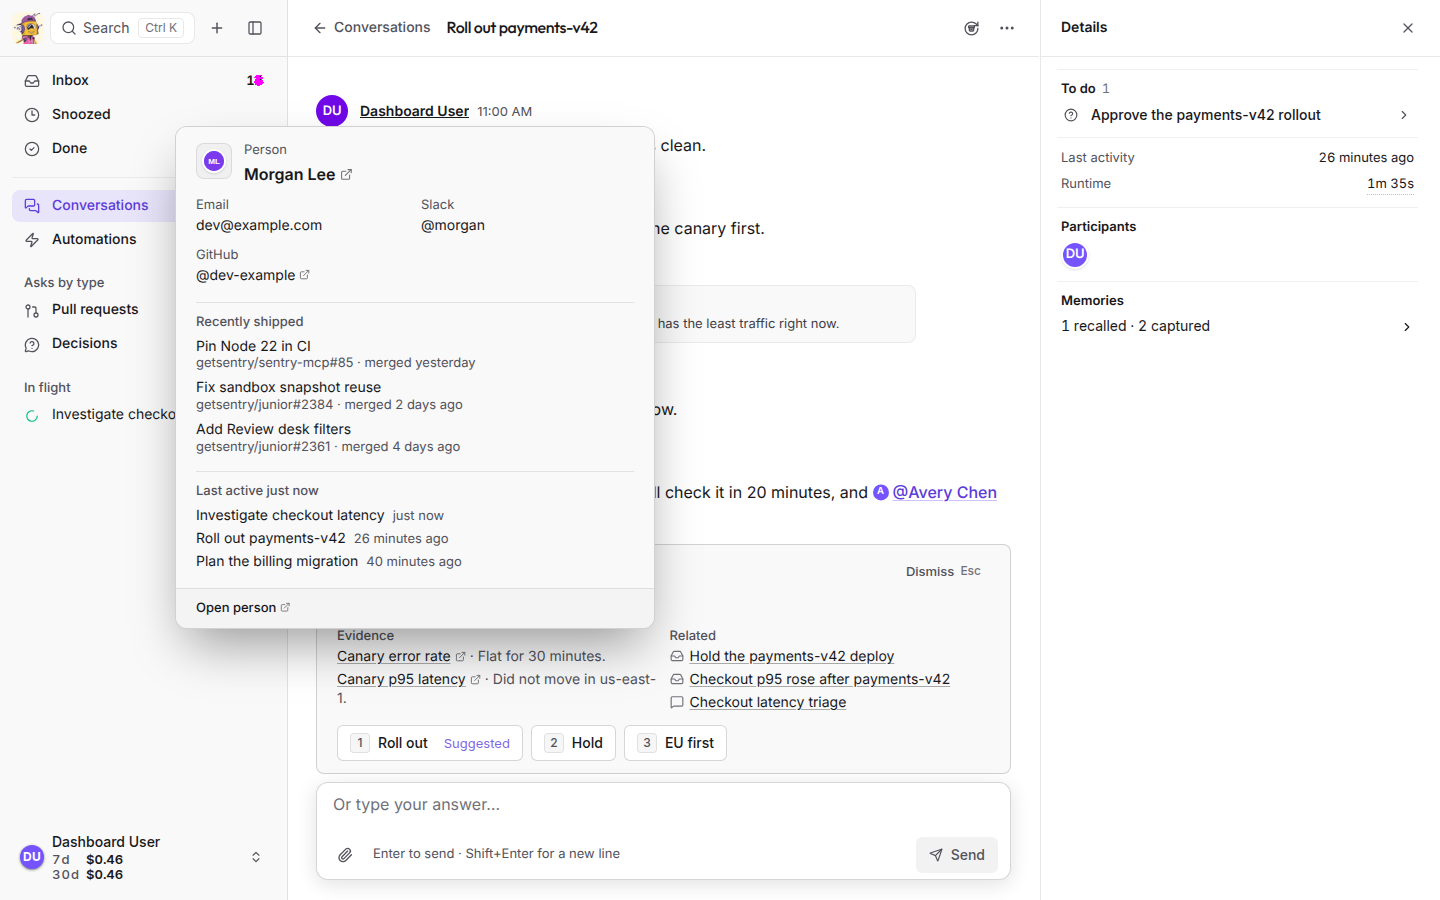 Search Ctrl K
Inbox
Snoozed
Done
Conversations
Automations
Asks by type
Pull requests
Decisions
In flight
Investigate checko
DU
Dashboard User
7d $0.46
30d $0.46
Conversations Roll out payments-v42
DU Dashboard User 11:00 AM
clean.
he canary first.
has the least traffic right now.
ow.
ll check it in 20 minutes, and A @Avery Chen
Person
ML
Morgan Lee
Email
dev@example.com
Slack
@morgan
GitHub
@dev-example
Recently shipped
Pin Node 22 in CI
getsentry/sentry-mcp#85 · merged yesterday
Fix sandbox snapshot reuse
getsentry/junior#2384 · merged 2 days ago
Add Review desk filters
getsentry/junior#2361 · merged 4 days ago
Last active just now
Investigate checkout latency just now
Roll out payments-v42 26 minutes ago
Plan the billing migration 40 minutes ago
Open person
Dismiss Esc
Evidence
Canary error rate · Flat for 30 minutes.
Canary p95 latency · Did not move in us-east-
1.
Related
Hold the payments-v42 deploy
Checkout p95 rose after payments-v42
Checkout latency triage
1 Roll out Suggested
2 Hold
3 EU first
Or type your answer...
Enter to send · Shift+Enter for a new line
Send
Details
To do 1
Approve the payments-v42 rollout
Last activity 26 minutes ago
Runtime 1m 35s
Participants
DU
Memories
1 recalled · 2 captured